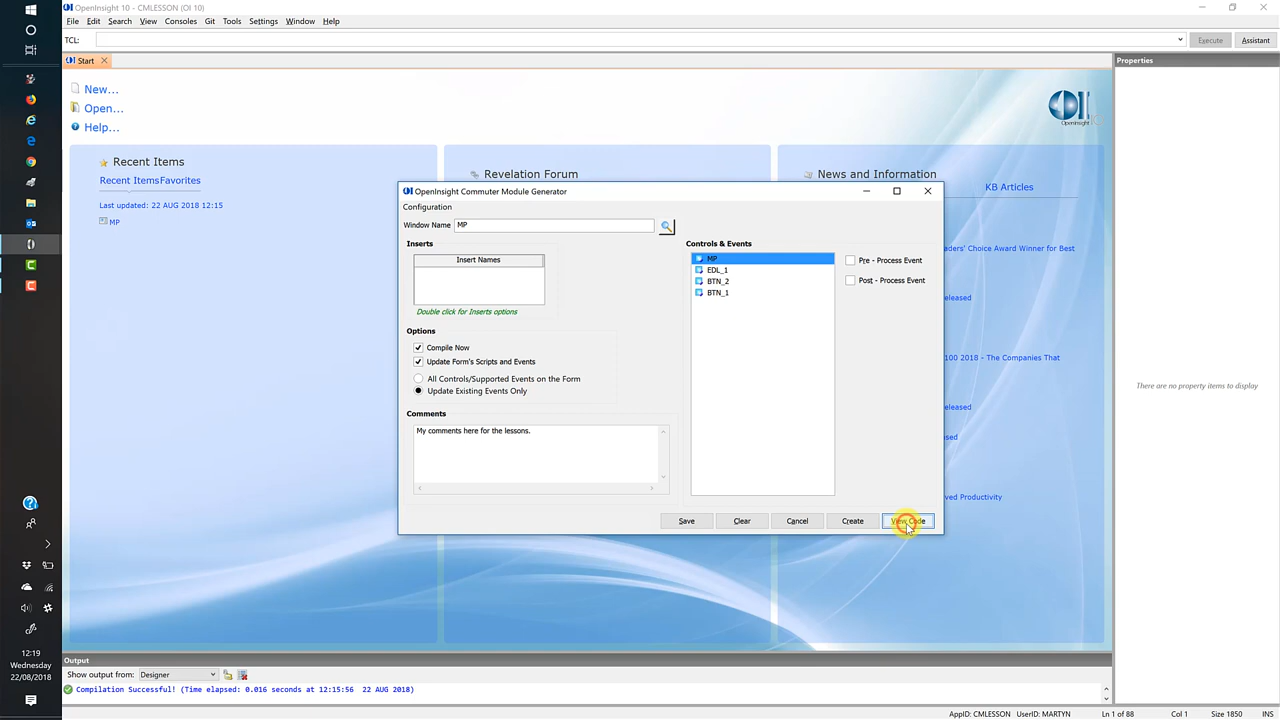 OpenInsight 10 - CMLESSON (OI 10)
File Edit Search View Consoles Git Tools Settings Window Help
TCL:
Execute
Assistant
Start
Properties
New...
Open...
Help...
OpenInsight
Recent Items
Recent Items Favorites
Last updated: 22 AUG 2018 12:15
MP
Revelation Forum
News and Information
KB Articles
aders' Choice Award Winner for Best
eleased
100 2018 - The Companies That
eleased
ed
ved Productivity
OpenInsight Commuter Module Generator
Configuration
Window Name
MP
Inserts
Insert Names
Double click for Inserts options
Options
Compile Now
Update Form's Scripts and Events
All Controls/Supported Events on the Form
Update Existing Events Only
Comments
My comments here for the lessons.
Controls & Events
MP
EDL_1
BTN_2
BTN_1
Pre - Process Event
Post - Process Event
Save
Clear
Cancel
Create
View Code
There are no property items to display
Output
Show output from:
Designer
Compilation Successful! (Time elapsed: 0.016 seconds at 12:15:56 22 AUG 2018)
AppID: CMLESSON UserID: MARTYN Ln 1 of 88 Col 1 Size 1850 INS
12:19
Wednesday
22/08/2018